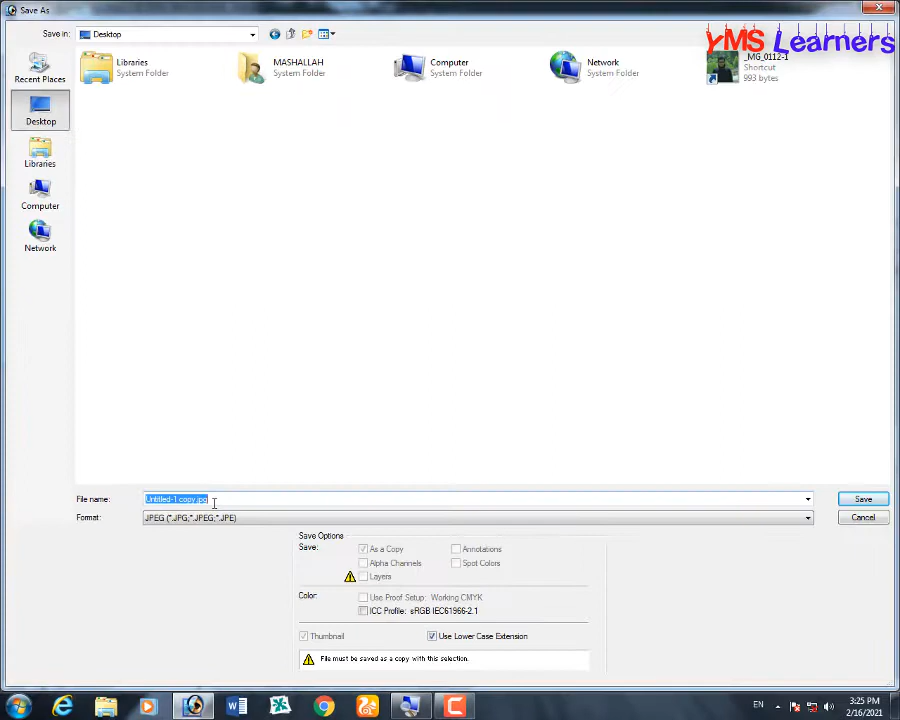 Save As
Save in:
Desktop
YMS Learners
Recent Places
Desktop
Libraries
Computer
Network
Libraries
System Folder
MASHALLAH
System Folder
Computer
System Folder
Network
System Folder
_MG_0112-1
Shortcut
993 bytes
File name:
Untitled-1 copy.jpg
Save
Format:
JPEG (*.JPG;*.JPEG;*.JPE)
Cancel
Save Options
Save:
As a Copy
Annotations
Alpha Channels
Spot Colors
Layers
Color:
Use Proof Setup: Working CMYK
ICC Profile: sRGB IEC61966-2.1
Thumbnail
Use Lower Case Extension
File must be saved as a copy with this selection.
EN
3:25 PM
2/16/2021